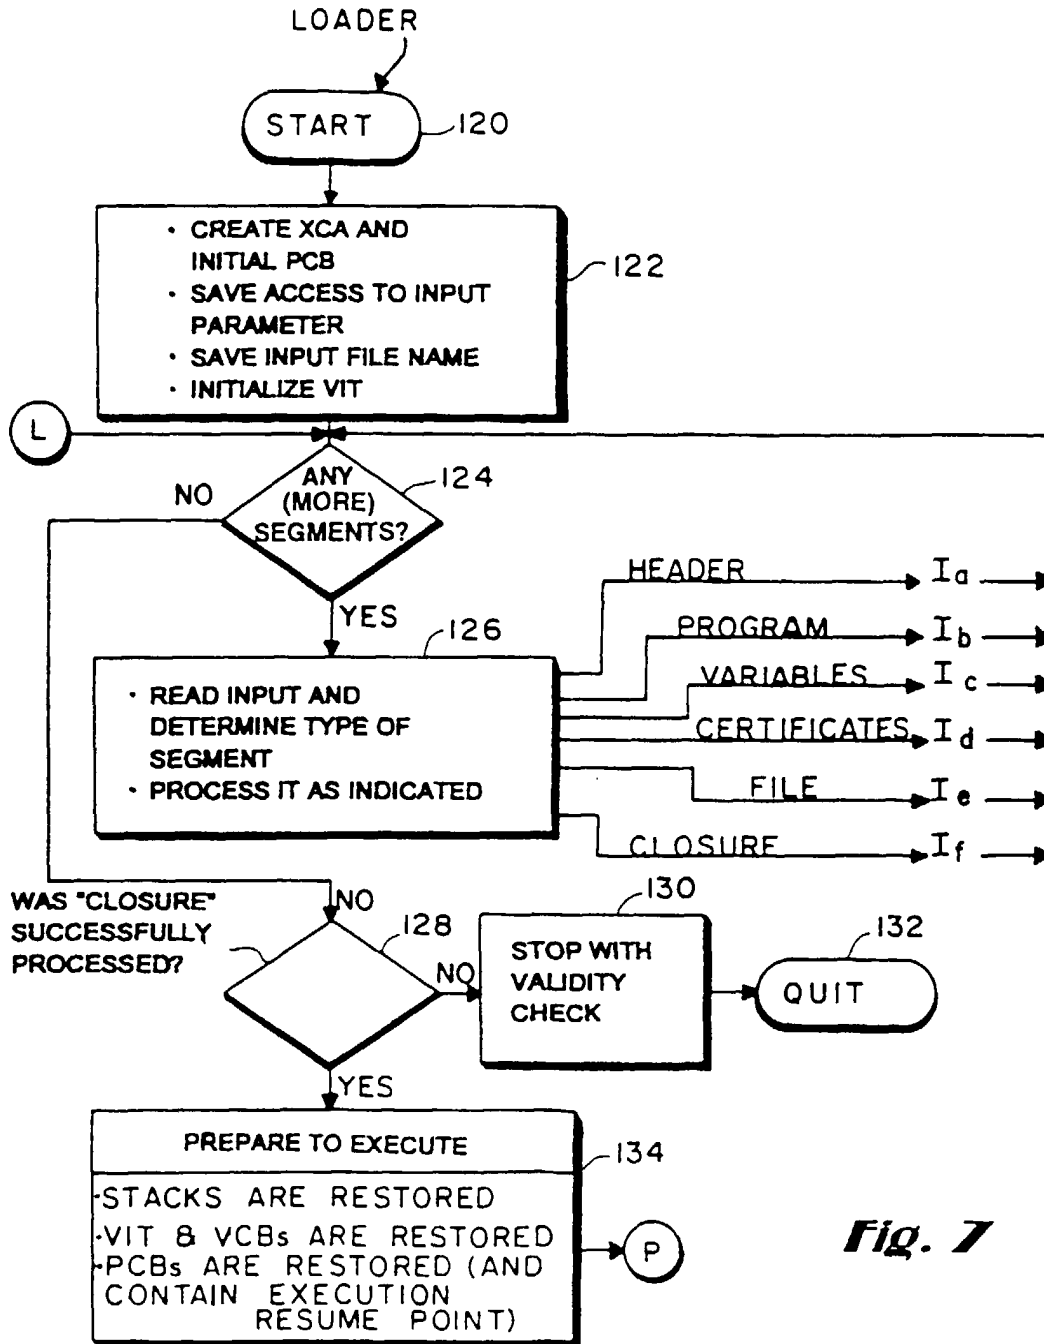 LOADER
START
120
· CREATE XCA AND
INITIAL PCB
· SAVE ACCESS TO INPUT
PARAMETER
· SAVE INPUT FILE NAME
· INITIALIZE VIT
122
L
NO
ANY
(MORE)
SEGMENTS?
124
YES
126
· READ INPUT AND
DETERMINE TYPE OF
SEGMENT
· PROCESS IT AS INDICATED
HEADER Ia
PROGRAM Ib
VARIABLES Ic
CERTIFICATES Id
FILE Ie
CLOSURE If
WAS "CLOSURE"
SUCCESSFULLY
PROCESSED?
NO
128
NO
130
STOP WITH
VALIDITY
CHECK
132
QUIT
YES
PREPARE TO EXECUTE
134
·STACKS ARE RESTORED
·VIT & VCBs ARE RESTORED
·PCBs ARE RESTORED (AND
CONTAIN EXECUTION
RESUME POINT)
P
Fig. 7